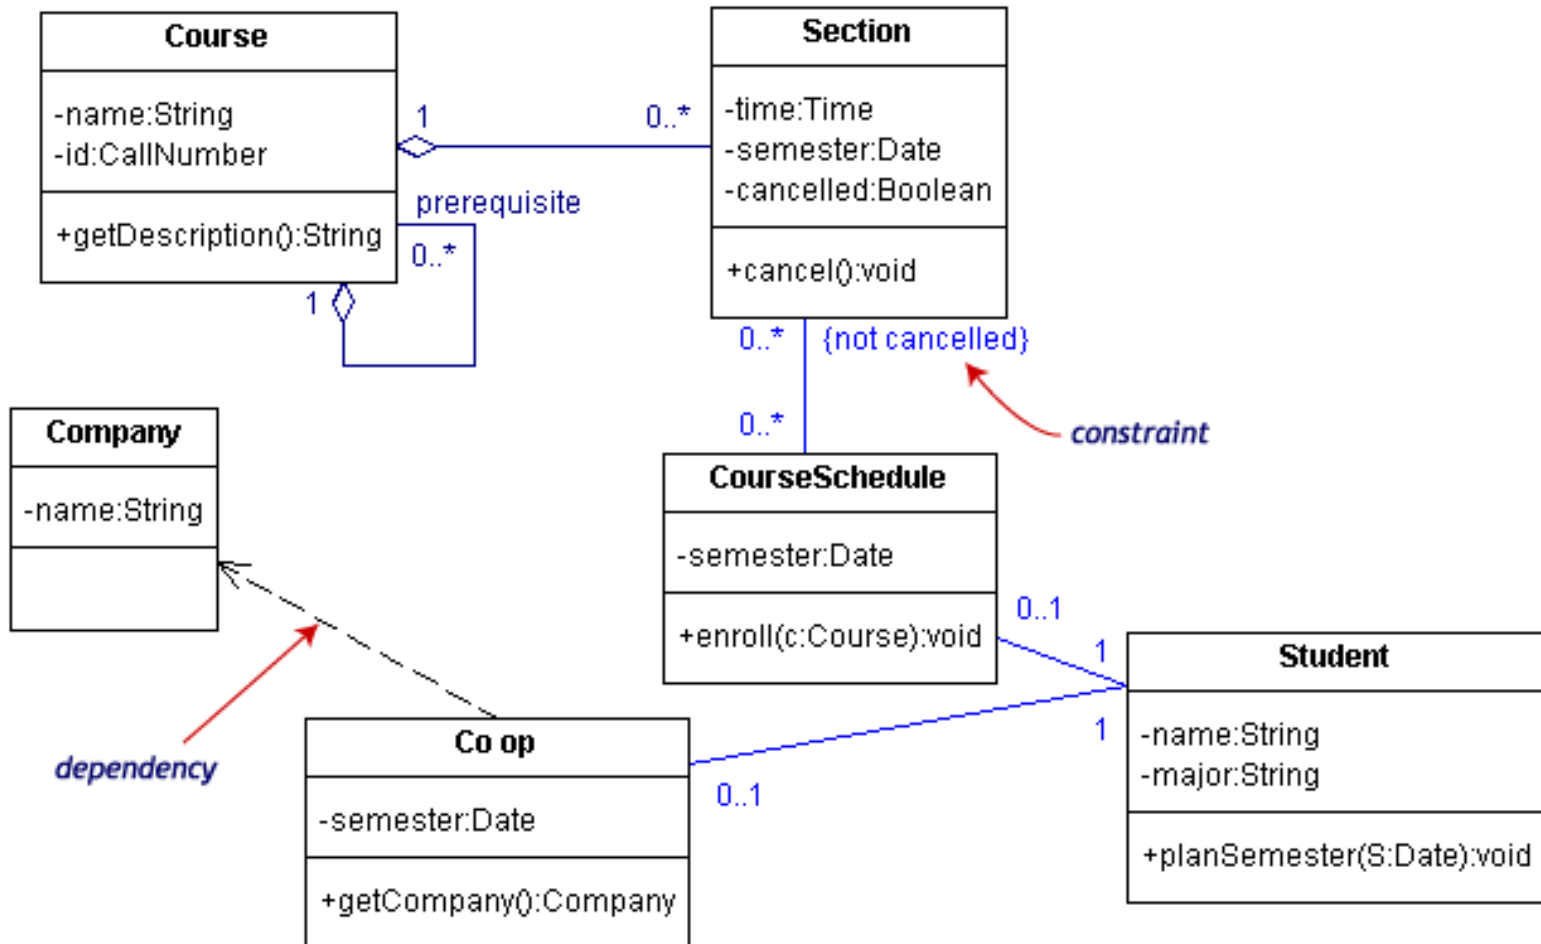 Course
-name:String
-id:CallNumber
+getDescription():String
1
0..*
prerequisite
0..*
1
Section
-time:Time
-semester:Date
-cancelled:Boolean
+cancel():void
0..*
{not cancelled}
0..*
constraint
Company
-name:String
CourseSchedule
-semester:Date
+enroll(c:Course):void
0..1
1
Student
-name:String
-major:String
+planSemester(S:Date):void
1
0..1
dependency
Co op
-semester:Date
+getCompany():Company